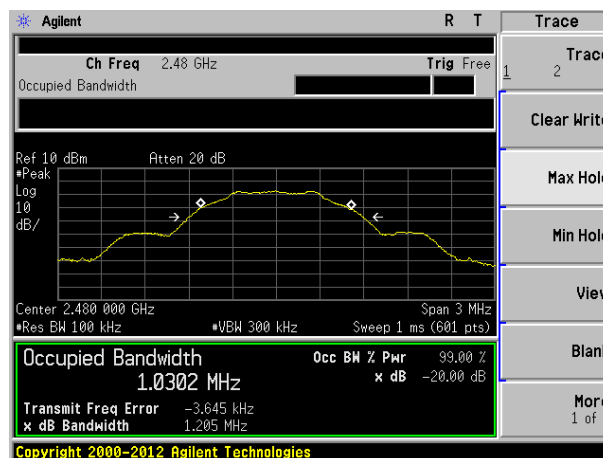 Agilent
R T
Trace
Ch Freq 2.48 GHz
Trig Free
Occupied Bandwidth
Trace
1 2
Clear Write
Max Hold
Min Hold
View
Blank
More
1 of
Ref 10 dBm Atten 20 dB
#Peak
Log
10
dB/
Center 2.480 000 GHz Span 3 MHz
#Res BW 100 kHz #VBW 300 kHz Sweep 1 ms (601 pts)
Occupied Bandwidth
1.0302 MHz
Occ BW % Pwr 99.00 %
x dB -20.00 dB
Transmit Freq Error -3.645 kHz
x dB Bandwidth 1.205 MHz
Copyright 2000-2012 Agilent Technologies